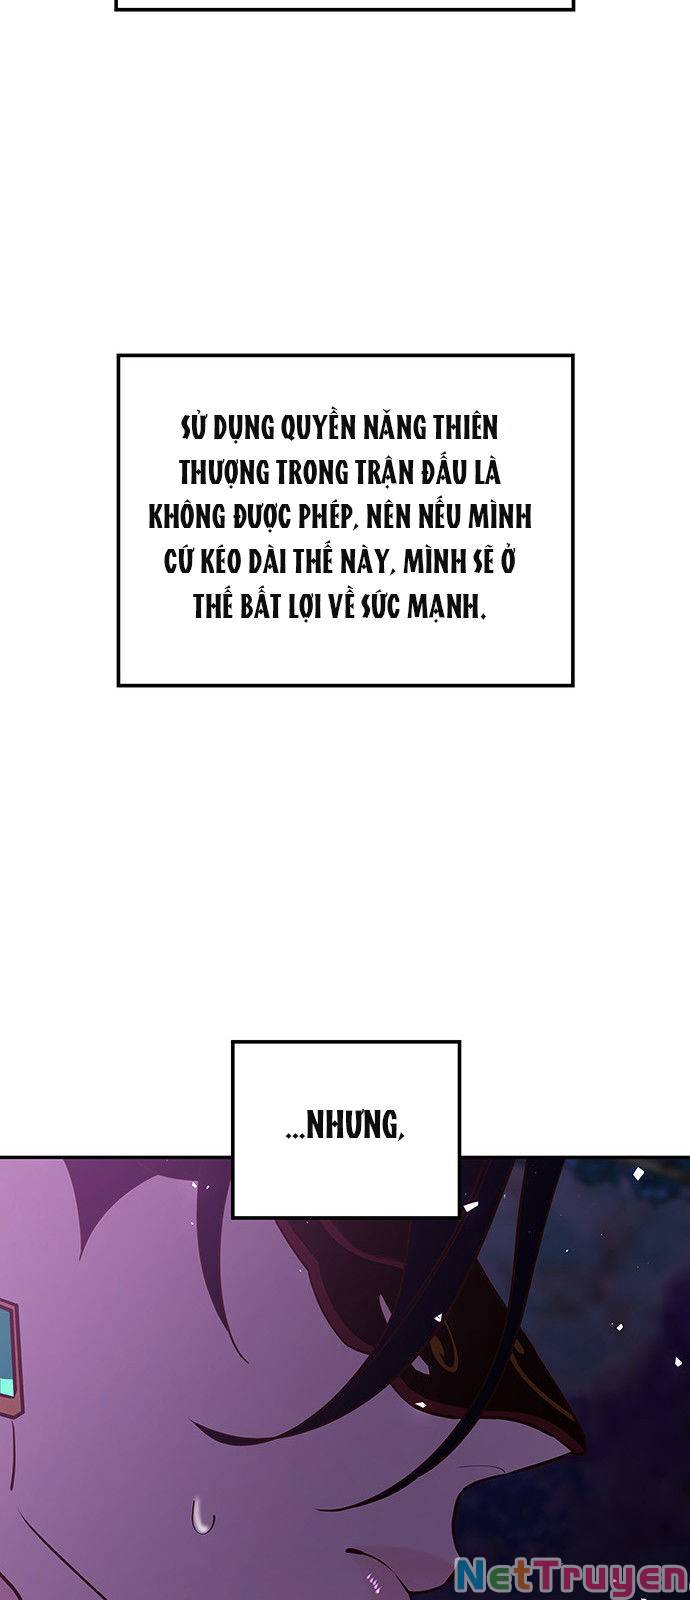 SỬ DỤNG QUYỀN NĂNG THIÊN
THƯỢNG TRONG TRẬN ĐẤU LÀ
KHÔNG ĐƯỢC PHÉP, NÊN NẾU MÌNH
CỨ KÉO DÀI THẾ NÀY, MÌNH SẼ Ở
THẾ BẤT LỢI VỀ SỨC MẠNH.
...NHƯNG,
NetTruyen